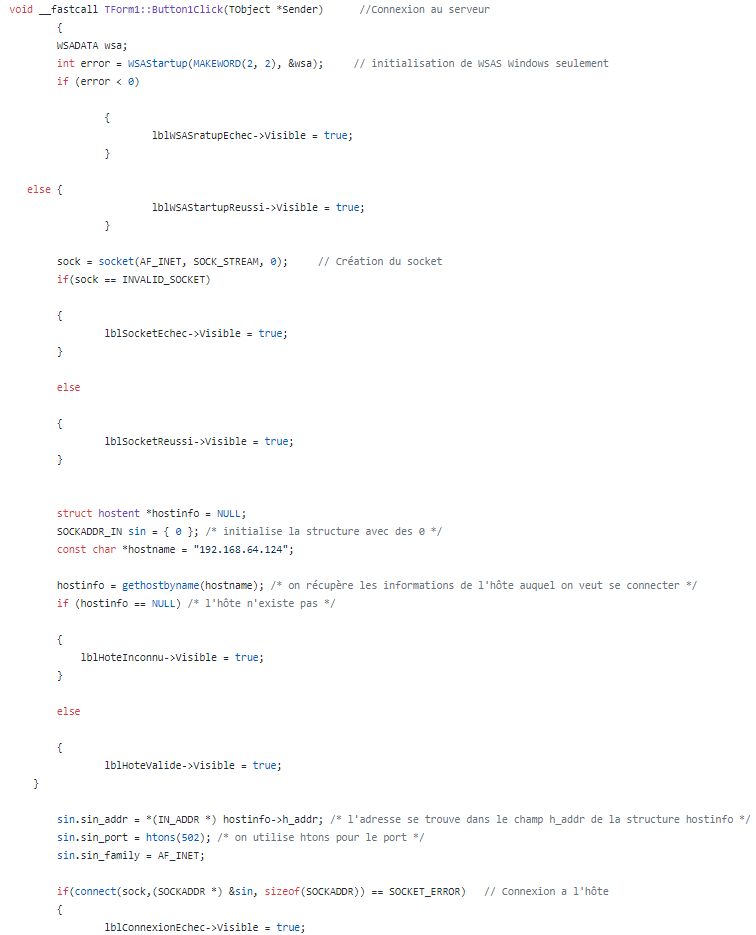 void __fastcall TForm1::Button1Click(TObject *Sender) //Connexion au serveur
{
WSADATA wsa;
int error = WSAStartup(MAKEWORD(2, 2), &wsa); // initialisation de WSAS Windows seulement
if (error < 0)
{
lblWSASratupEchec->Visible = true;
}
else {
lblWSAStartupReussi->Visible = true;
}
sock = socket(AF_INET, SOCK_STREAM, 0); // Création du socket
if(sock == INVALID_SOCKET)
{
lblSocketEchec->Visible = true;
}
else
{
lblSocketReussi->Visible = true;
}
struct hostent *hostinfo = NULL;
SOCKADDR_IN sin = { 0 }; /* initialise la structure avec des 0 */
const char *hostname = "192.168.64.124";
hostinfo = gethostbyname(hostname); /* on récupère les informations de l'hôte auquel on veut se connecter */
if (hostinfo == NULL) /* l'hôte n'existe pas */
{
lblHoteInconnu->Visible = true;
}
else
{
lblHoteValide->Visible = true;
}
sin.sin_addr = *(IN_ADDR *) hostinfo->h_addr; /* l'adresse se trouve dans le champ h_addr de la structure hostinfo */
sin.sin_port = htons(502); /* on utilise htons pour le port */
sin.sin_family = AF_INET;
if(connect(sock,(SOCKADDR *) &sin, sizeof(SOCKADDR)) == SOCKET_ERROR) // Connexion a l'hôte
{
lblConnexionEchec->Visible = true;